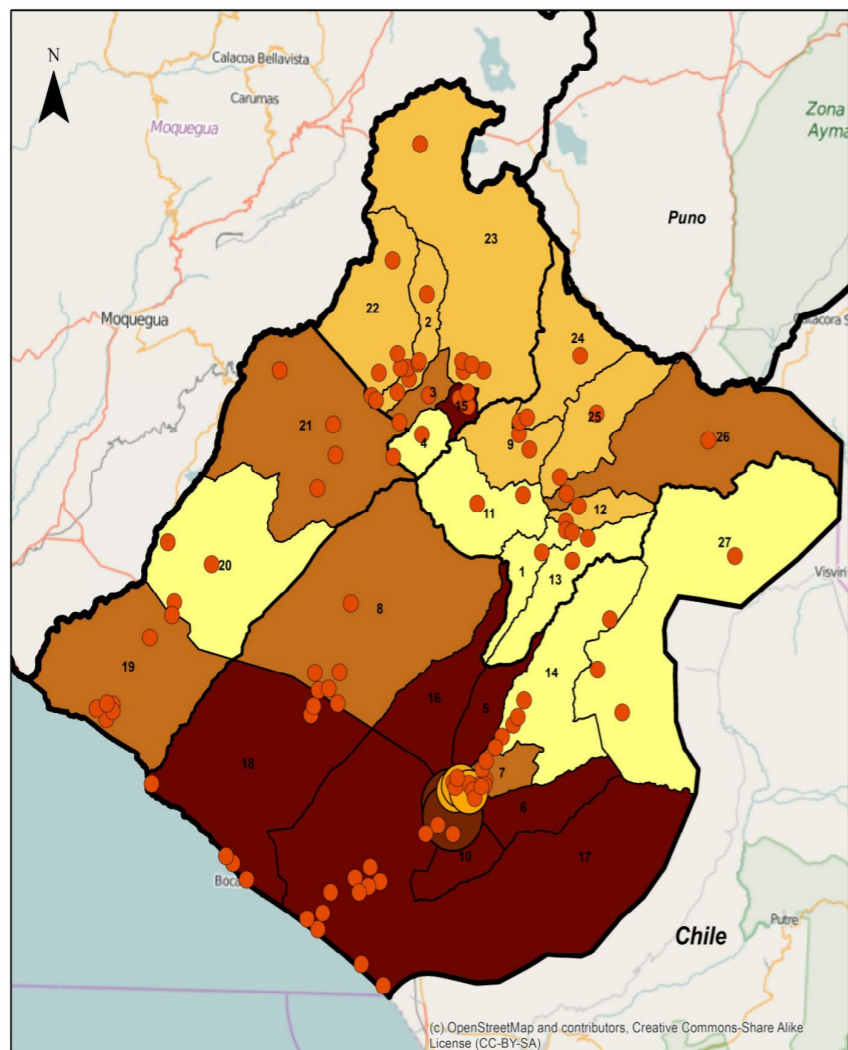 N
Calacoa Bellavista
Carumas
Moquegua
Zona
Ayma
Puno
23
22
2
Moquegua
24
3
15
25
21
4
9
26
11
12
27
20
1
13
Visviri
8
19
14
16
5
18
7
6
10
17
Boca
Putre
Chile
(c) OpenStreetMap and contributors, Creative Commons-Share Alike
License (CC-BY-SA)